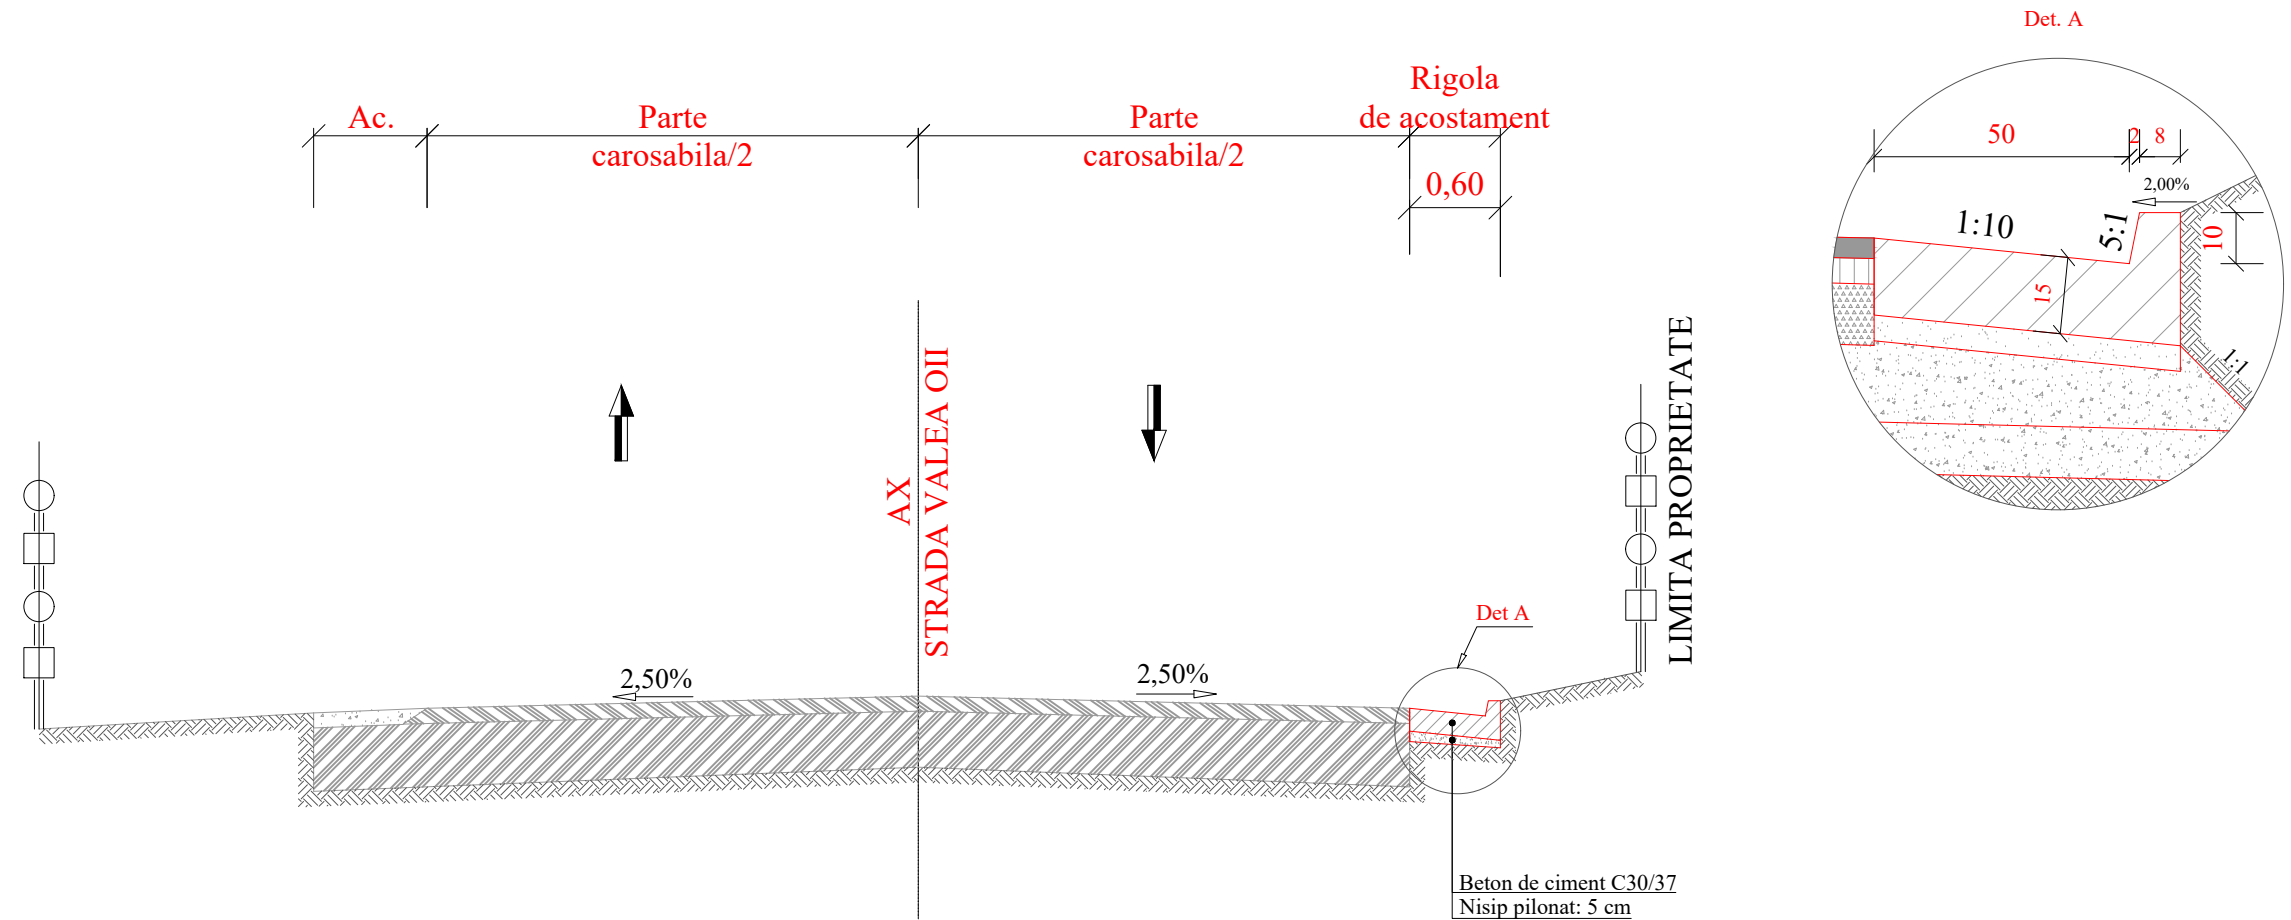 Det. A
Rigola
de acostament
Ac.
Parte
carosabila/2
Parte
carosabila/2
0,60
50
2
8
2,00%
1:10
5:1
10
15
1:1
AX
STRADA VALEA OII
LIMITA PROPRIETATE
Det A
2,50%
2,50%
Beton de ciment C30/37
Nisip pilonat: 5 cm